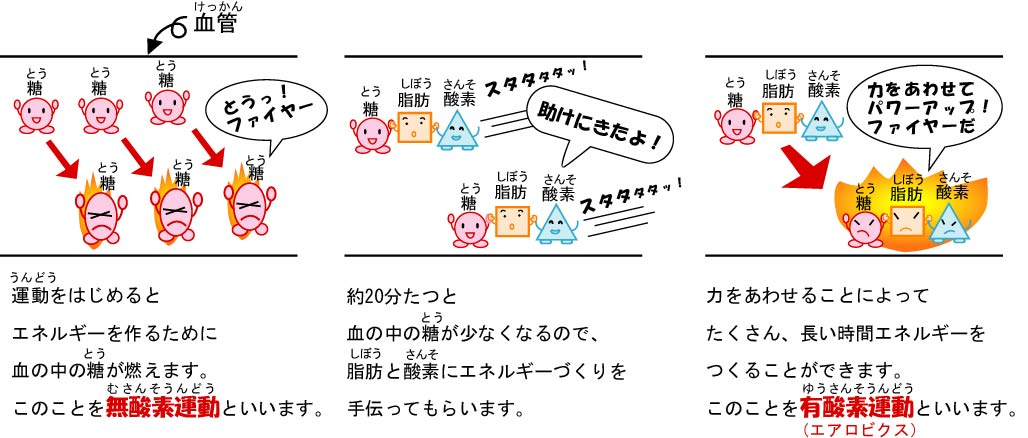 けっかん
血管
とう
糖
とう
糖
とう
糖
とうっ!
ファイヤー
とう
糖
とう
糖
とう
糖
うんどう
運動をはじめると
エネルギーを作るために
とう
血の中の糖が燃えます。
むさんそうんどう
このことを無酸素運動といいます。
とう
糖
しぼう
脂肪
さんそ
酸素
スタタタタッ!
助けにきたよ!
とう
糖
しぼう
脂肪
さんそ
酸素
スタタタタッ!
約20分たつと
とう
血の中の糖が少なくなるので、
しぼう さんそ
脂肪と酸素にエネルギーづくりを
手伝ってもらいます。
とう
糖
しぼう
脂肪
さんそ
酸素
力をあわせて
パワーアップ!
ファイヤーだ
とう
糖
しぼう
脂肪
さんそ
酸素
力をあわせることによって
たくさん、長い時間エネルギーを
つくることができます。
ゆうさんそうんどう
このことを有酸素運動といいます。
(エアロビクス)